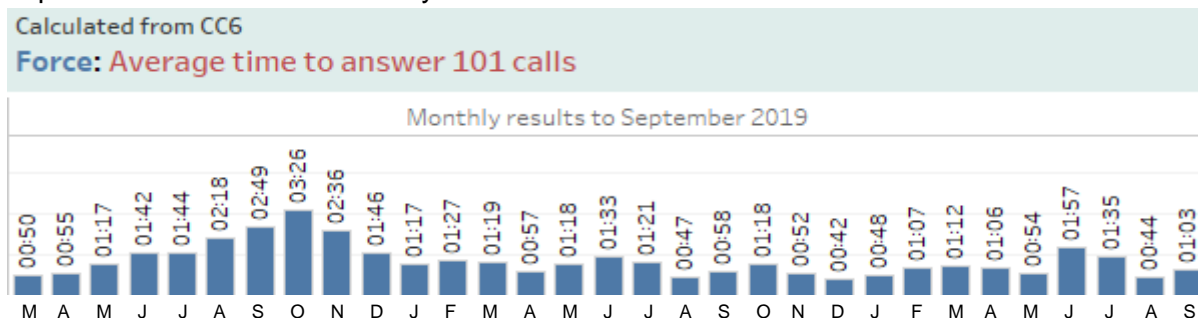 Calculated from CC6
Force: Average time to answer 101 calls
Monthly results to September 2019
00:50 00:55 01:17 01:42 01:44 02:18 02:49 03:26 02:36 01:46 01:17 01:27 01:19 00:57 01:18 01:33 01:21 00:47 00:58 01:18 00:52 00:42 00:48 01:07 01:12 01:06 00:54 01:57 01:35 00:44 01:03
M A M J J A S O N D J F M A M J J A S O N D J F M A M J J A S